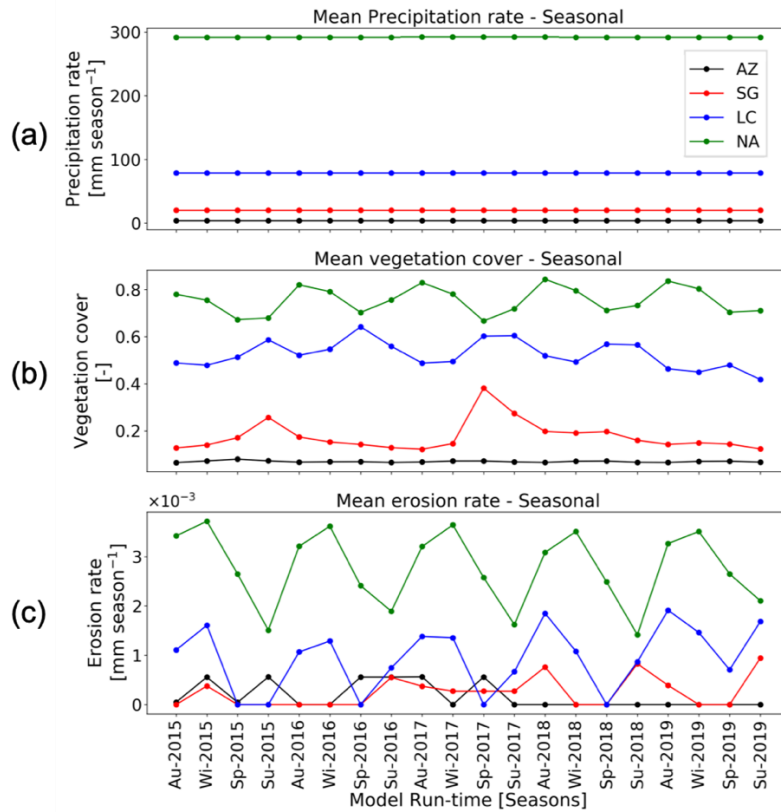 Mean Precipitation rate - Seasonal
(a)
Precipitation rate
[mm season⁻¹]
300
200
100
0
AZ
SG
LC
NA
Mean vegetation cover - Seasonal
(b)
Vegetation cover
[-]
0.8
0.6
0.4
0.2
Mean erosion rate - Seasonal
×10⁻³
(c)
Erosion rate
[mm season⁻¹]
3
2
1
0
Au-2015
Wi-2015
Sp-2015
Su-2015
Au-2016
Wi-2016
Sp-2016
Su-2016
Au-2017
Wi-2017
Sp-2017
Su-2017
Au-2018
Wi-2018
Sp-2018
Su-2018
Au-2019
Wi-2019
Sp-2019
Su-2019
Model Run-time [Seasons]